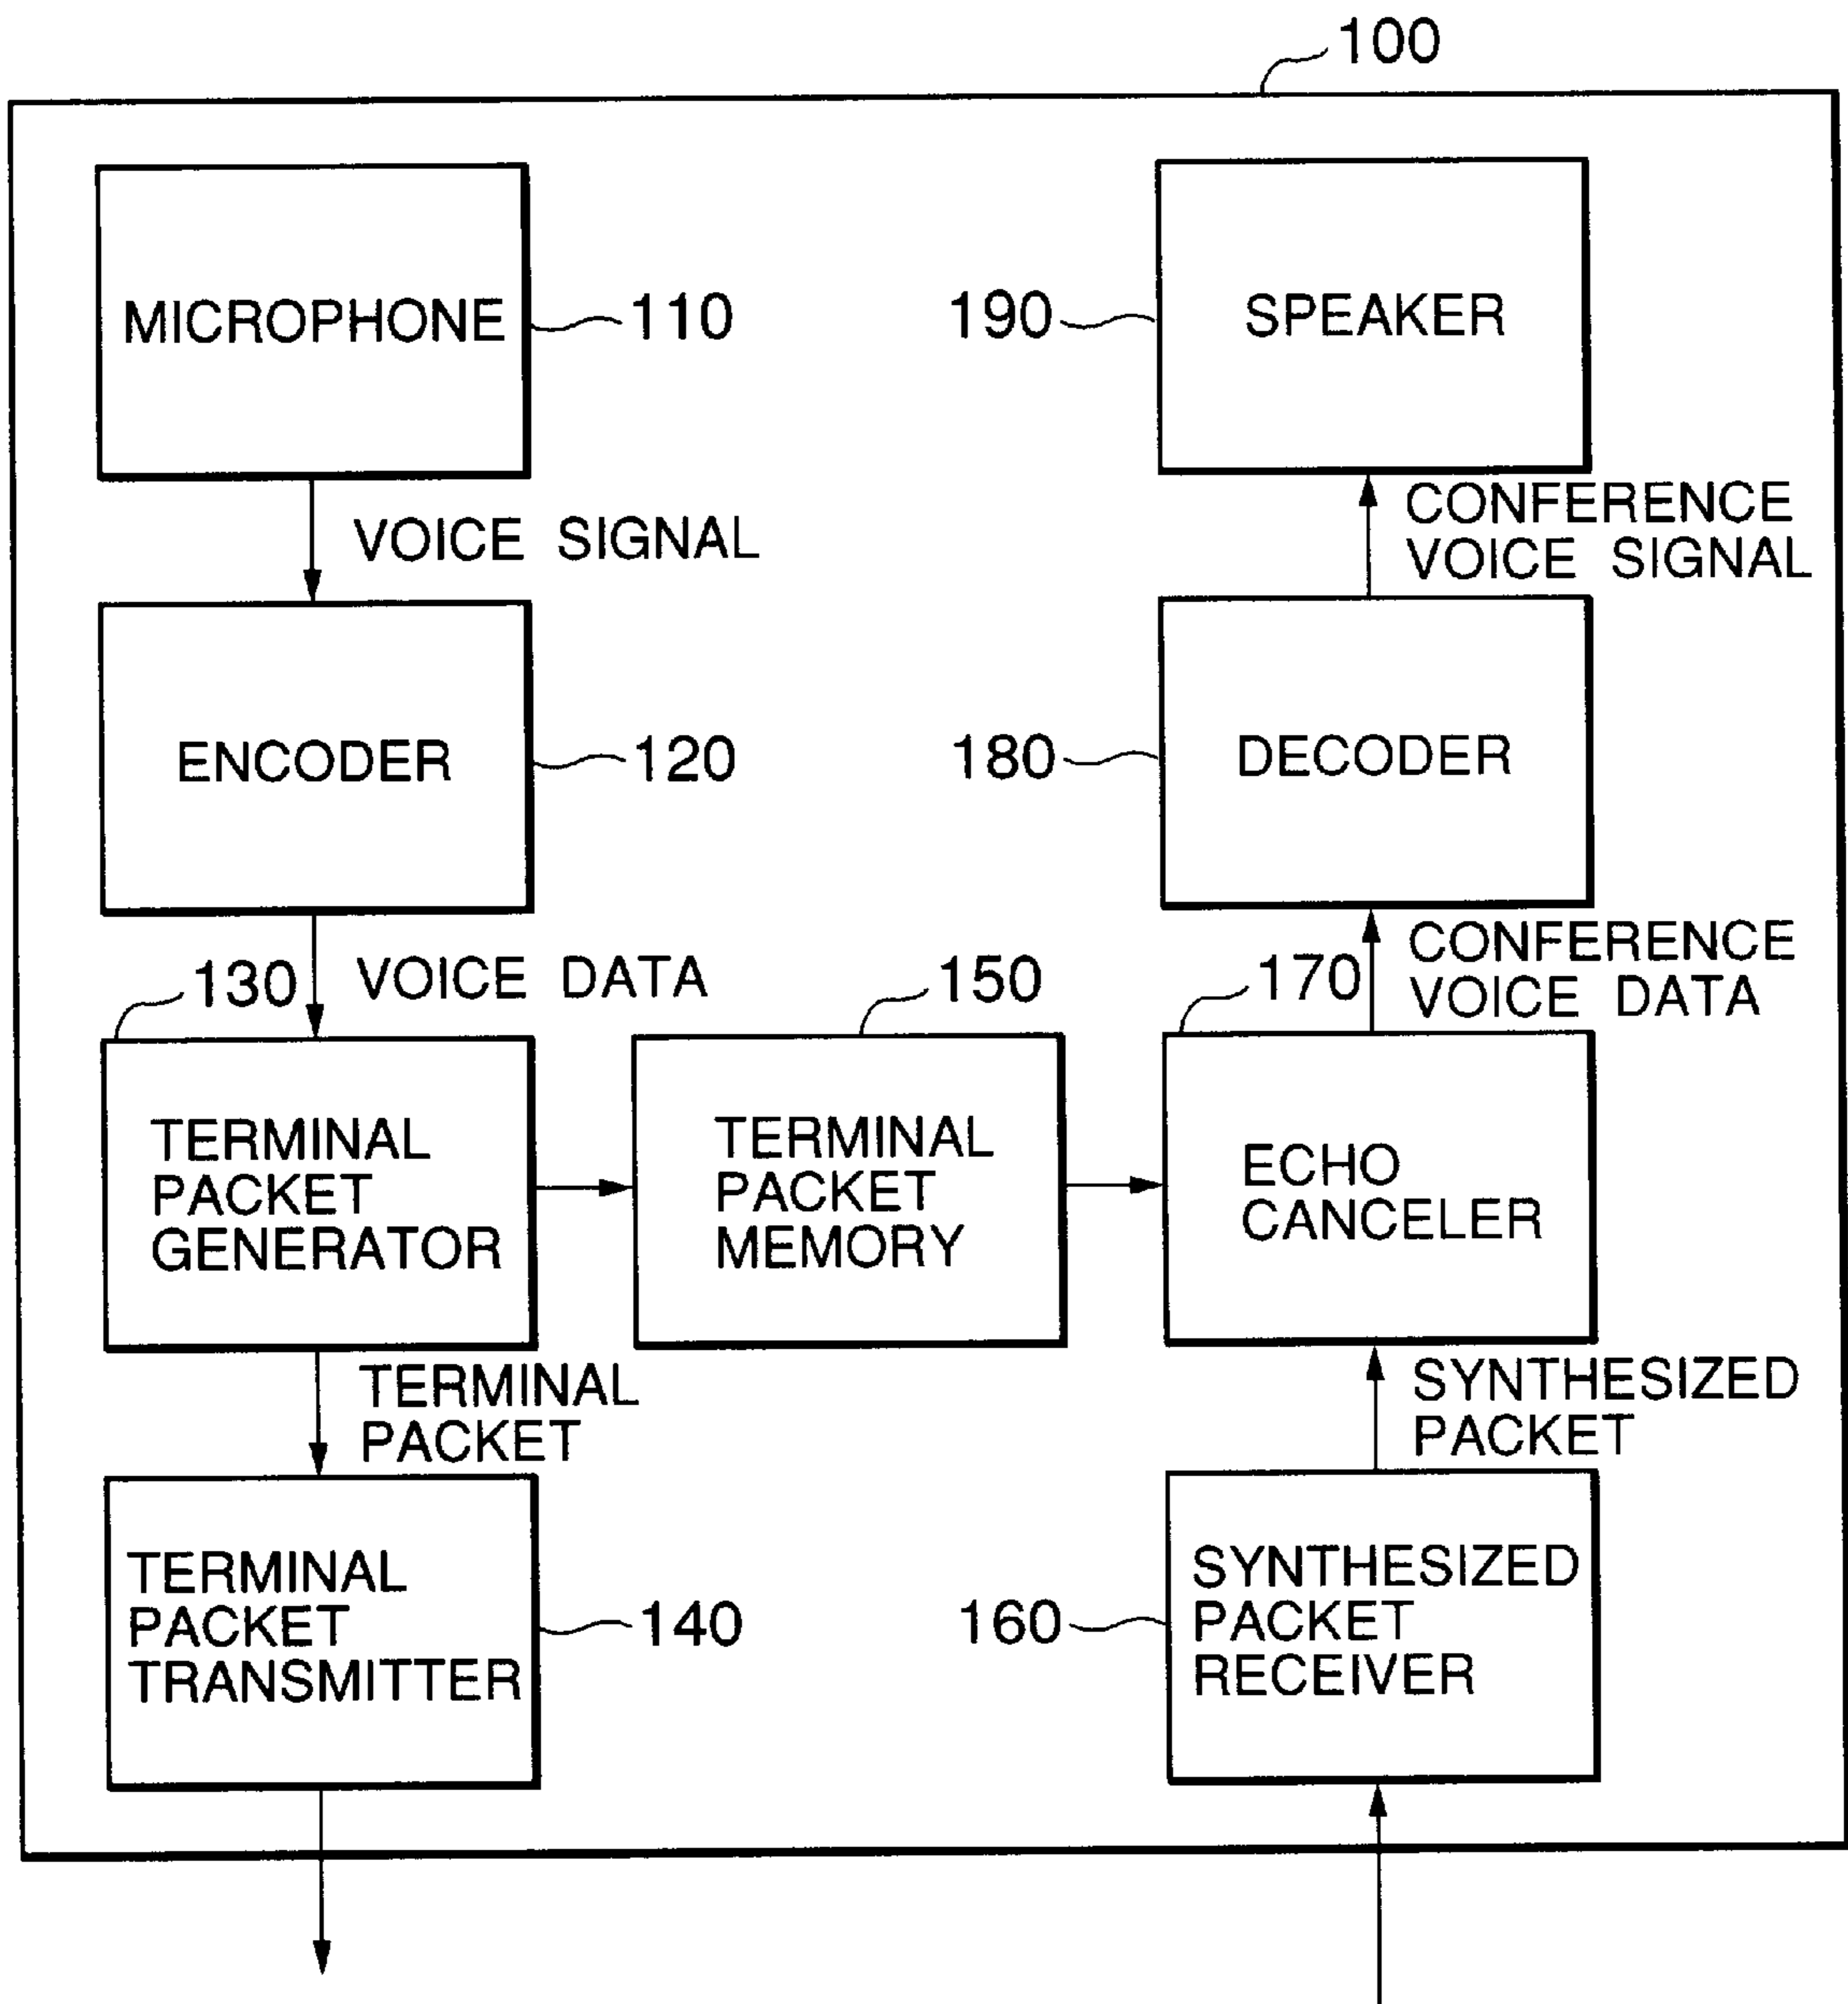 100
MICROPHONE
110
190
SPEAKER
VOICE SIGNAL
CONFERENCE
VOICE SIGNAL
ENCODER
120
180
DECODER
130
VOICE DATA
150
170
CONFERENCE
VOICE DATA
TERMINAL
PACKET
GENERATOR
TERMINAL
PACKET
MEMORY
ECHO
CANCELER
TERMINAL
PACKET
SYNTHESIZED
PACKET
TERMINAL
PACKET
TRANSMITTER
140
160
SYNTHESIZED
PACKET
RECEIVER